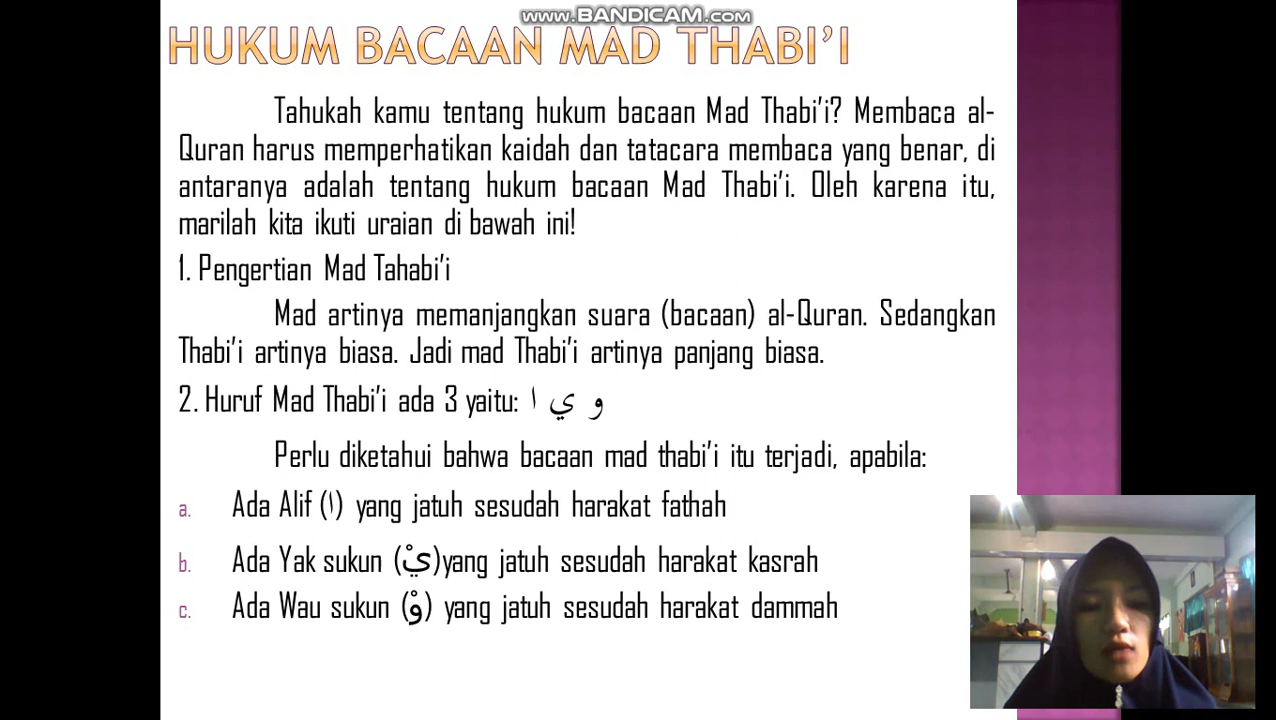 www.BANDICAM.com
HUKUM BACAAN MAD THABI'I
Tahukah kamu tentang hukum bacaan Mad Thabi'i? Membaca al-
Quran harus memperhatikan kaidah dan tatacara membaca yang benar, di
antaranya adalah tentang hukum bacaan Mad Thabi'i. Oleh karena itu,
marilah kita ikuti uraian di bawah ini!
1. Pengertian Mad Tahabi'i
Mad artinya memanjangkan suara (bacaan) al-Quran. Sedangkan
Thabi'i artinya biasa. Jadi mad Thabi'i artinya panjang biasa.
2. Huruf Mad Thabi'i ada 3 yaitu: ا ي و
Perlu diketahui bahwa bacaan mad thabi'i itu terjadi, apabila:
a. Ada Alif (ا) yang jatuh sesudah harakat fathah
b. Ada Yak sukun (يْ)yang jatuh sesudah harakat kasrah
c. Ada Wau sukun (وْ) yang jatuh sesudah harakat dammah